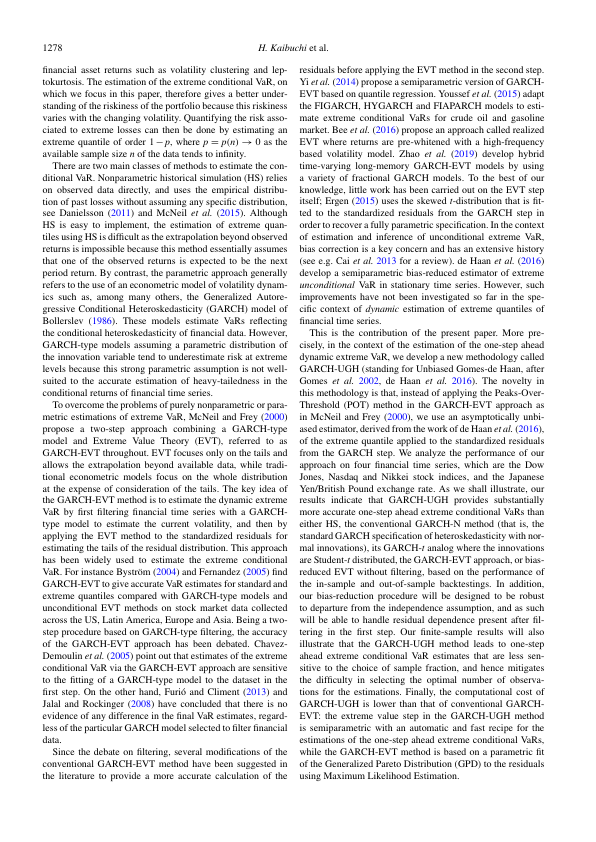 1278
H. Kaibuchi et al.
financial asset returns such as volatility clustering and lep-
tokurtosis. The estimation of the extreme conditional VaR, on
which we focus in this paper, therefore gives a better under-
standing of the riskiness of the portfolio because this riskiness
varies with the changing volatility. Quantifying the risk asso-
ciated to extreme losses can then be done by estimating an
extreme quantile of order 1 − p, where p = p(n) → 0 as the
available sample size n of the data tends to infinity.
There are two main classes of methods to estimate the con-
ditional VaR. Nonparametric historical simulation (HS) relies
on observed data directly, and uses the empirical distribu-
tion of past losses without assuming any specific distribution,
see Danielsson (2011) and McNeil et al. (2015). Although
HS is easy to implement, the estimation of extreme quan-
tiles using HS is difficult as the extrapolation beyond observed
returns is impossible because this method essentially assumes
that one of the observed returns is expected to be the next
period return. By contrast, the parametric approach generally
refers to the use of an econometric model of volatility dynam-
ics such as, among many others, the Generalized Autore-
gressive Conditional Heteroskedasticity (GARCH) model of
Bollerslev (1986). These models estimate VaRs reflecting
the conditional heteroskedasticity of financial data. However,
GARCH-type models assuming a parametric distribution of
the innovation variable tend to underestimate risk at extreme
levels because this strong parametric assumption is not well-
suited to the accurate estimation of heavy-tailedness in the
conditional returns of financial time series.
To overcome the problems of purely nonparametric or para-
metric estimations of extreme VaR, McNeil and Frey (2000)
propose a two-step approach combining a GARCH-type
model and Extreme Value Theory (EVT), referred to as
GARCH-EVT throughout. EVT focuses only on the tails and
allows the extrapolation beyond available data, while tradi-
tional econometric models focus on the whole distribution
at the expense of consideration of the tails. The key idea of
the GARCH-EVT method is to estimate the dynamic extreme
VaR by first filtering financial time series with a GARCH-
type model to estimate the current volatility, and then by
applying the EVT method to the standardized residuals for
estimating the tails of the residual distribution. This approach
has been widely used to estimate the extreme conditional
VaR. For instance Byström (2004) and Fernandez (2005) find
GARCH-EVT to give accurate VaR estimates for standard and
extreme quantiles compared with GARCH-type models and
unconditional EVT methods on stock market data collected
across the US, Latin America, Europe and Asia. Being a two-
step procedure based on GARCH-type filtering, the accuracy
of the GARCH-EVT approach has been debated. Chavez-
Demoulin et al. (2005) point out that estimates of the extreme
conditional VaR via the GARCH-EVT approach are sensitive
to the fitting of a GARCH-type model to the dataset in the
first step. On the other hand, Furió and Climent (2013) and
Jalal and Rockinger (2008) have concluded that there is no
evidence of any difference in the final VaR estimates, regard-
less of the particular GARCH model selected to filter financial
data.
Since the debate on filtering, several modifications of the
conventional GARCH-EVT method have been suggested in
the literature to provide a more accurate calculation of the
residuals before applying the EVT method in the second step.
Yi et al. (2014) propose a semiparametric version of GARCH-
EVT based on quantile regression. Youssef et al. (2015) adapt
the FIGARCH, HYGARCH and FIAPARCH models to esti-
mate extreme conditional VaRs for crude oil and gasoline
market. Bee et al. (2016) propose an approach called realized
EVT where returns are pre-whitened with a high-frequency
based volatility model. Zhao et al. (2019) develop hybrid
time-varying long-memory GARCH-EVT models by using
a variety of fractional GARCH models. To the best of our
knowledge, little work has been carried out on the EVT step
itself; Ergen (2015) uses the skewed t-distribution that is fit-
ted to the standardized residuals from the GARCH step in
order to recover a fully parametric specification. In the context
of estimation and inference of unconditional extreme VaR,
bias correction is a key concern and has an extensive history
(see e.g. Cai et al. 2013 for a review). de Haan et al. (2016)
develop a semiparametric bias-reduced estimator of extreme
unconditional VaR in stationary time series. However, such
improvements have not been investigated so far in the spe-
cific context of dynamic estimation of extreme quantiles of
financial time series.
This is the contribution of the present paper. More pre-
cisely, in the context of the estimation of the one-step ahead
dynamic extreme VaR, we develop a new methodology called
GARCH-UGH (standing for Unbiased Gomes-de Haan, after
Gomes et al. 2002, de Haan et al. 2016). The novelty in
this methodology is that, instead of applying the Peaks-Over-
Threshold (POT) method in the GARCH-EVT approach as
in McNeil and Frey (2000), we use an asymptotically unbi-
ased estimator, derived from the work of de Haan et al. (2016),
of the extreme quantile applied to the standardized residuals
from the GARCH step. We analyze the performance of our
approach on four financial time series, which are the Dow
Jones, Nasdaq and Nikkei stock indices, and the Japanese
Yen/British Pound exchange rate. As we shall illustrate, our
results indicate that GARCH-UGH provides substantially
more accurate one-step ahead extreme conditional VaRs than
either HS, the conventional GARCH-N method (that is, the
standard GARCH specification of heteroskedasticity with nor-
mal innovations), its GARCH-t analog where the innovations
are Student-t distributed, the GARCH-EVT approach, or bias-
reduced EVT without filtering, based on the performance of
the in-sample and out-of-sample backtestings. In addition,
our bias-reduction procedure will be designed to be robust
to departure from the independence assumption, and as such
will be able to handle residual dependence present after fil-
tering in the first step. Our finite-sample results will also
illustrate that the GARCH-UGH method leads to one-step
ahead extreme conditional VaR estimates that are less sen-
sitive to the choice of sample fraction, and hence mitigates
the difficulty in selecting the optimal number of observa-
tions for the estimations. Finally, the computational cost of
GARCH-UGH is lower than that of conventional GARCH-
EVT: the extreme value step in the GARCH-UGH method
is semiparametric with an automatic and fast recipe for the
estimations of the one-step ahead extreme conditional VaRs,
while the GARCH-EVT method is based on a parametric fit
of the Generalized Pareto Distribution (GPD) to the residuals
using Maximum Likelihood Estimation.